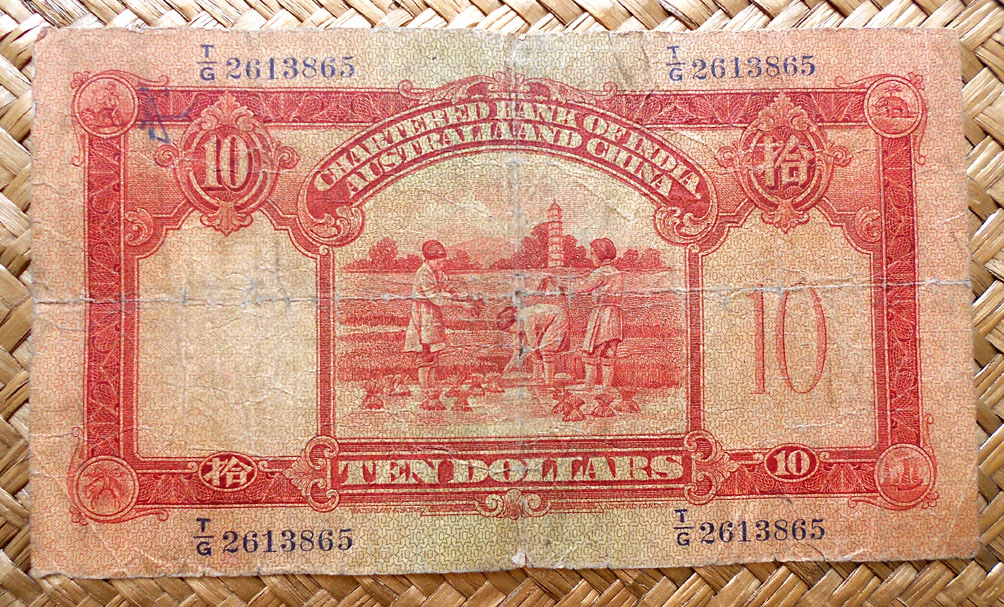 T/G 2613865 T/G 2613865
CHARTERED BANK OF INDIA
AUSTRALIA AND CHINA
10 拾
10
TEN DOLLARS
拾 10
T/G 2613865 T/G 2613865